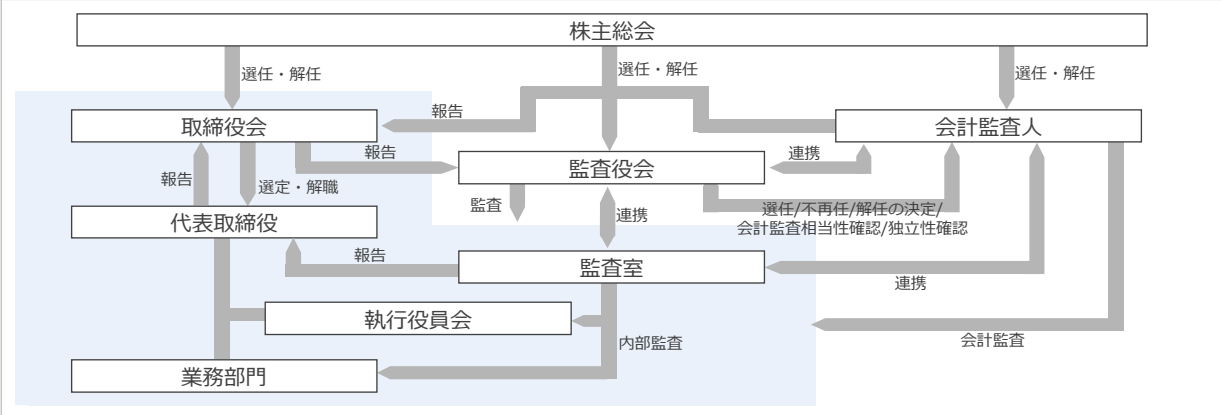 株主総会
選任・解任
選任・解任
選任・解任
報告
取締役会
会計監査人
報告
連携
監査役会
報告
選定・解職
監査
連携
選任/不再任/解任の決定/
会計監査相当性確認/独立性確認
代表取締役
報告
監査室
連携
執行役員会
内部監査
会計監査
業務部門